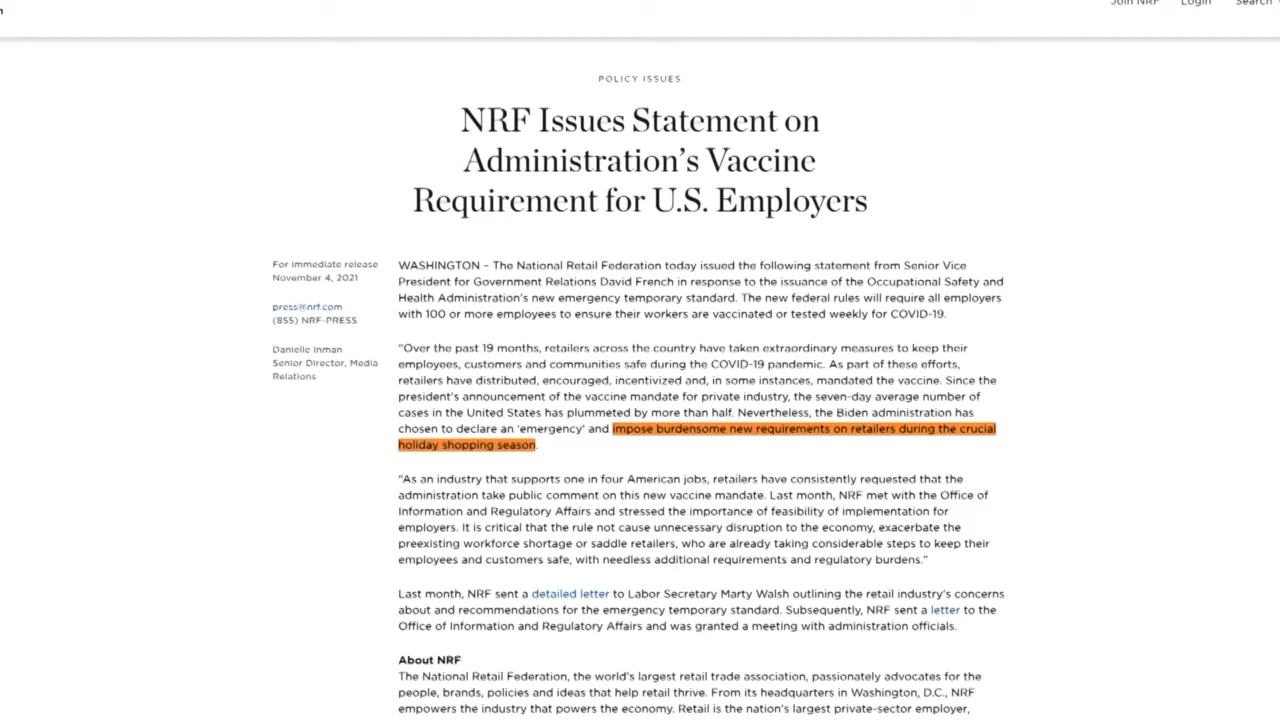 Join NRF Login Search
POLICY ISSUES
NRF Issues Statement on
Administration's Vaccine
Requirement for U.S. Employers
For immediate release
November 4, 2021
press@nrf.com
(855) NRF-PRESS
Danielle Inman
Senior Director, Media
Relations
WASHINGTON – The National Retail Federation today issued the following statement from Senior Vice
President for Government Relations David French in response to the issuance of the Occupational Safety and
Health Administration's new emergency temporary standard. The new federal rules will require all employers
with 100 or more employees to ensure their workers are vaccinated or tested weekly for COVID-19.
"Over the past 19 months, retailers across the country have taken extraordinary measures to keep their
employees, customers and communities safe during the COVID-19 pandemic. As part of these efforts,
retailers have distributed, encouraged, incentivized and, in some instances, mandated the vaccine. Since the
president's announcement of the vaccine mandate for private industry, the seven-day average number of
cases in the United States has plummeted by more than half. Nevertheless, the Biden administration has
chosen to declare an 'emergency' and impose burdensome new requirements on retailers during the crucial
holiday shopping season.
"As an industry that supports one in four American jobs, retailers have consistently requested that the
administration take public comment on this new vaccine mandate. Last month, NRF met with the Office of
Information and Regulatory Affairs and stressed the importance of feasibility of implementation for
employers. It is critical that the rule not cause unnecessary disruption to the economy, exacerbate the
preexisting workforce shortage or saddle retailers, who are already taking considerable steps to keep their
employees and customers safe, with needless additional requirements and regulatory burdens."
Last month, NRF sent a detailed letter to Labor Secretary Marty Walsh outlining the retail industry's concerns
about and recommendations for the emergency temporary standard. Subsequently, NRF sent a letter to the
Office of Information and Regulatory Affairs and was granted a meeting with administration officials.
About NRF
The National Retail Federation, the world's largest retail trade association, passionately advocates for the
people, brands, policies and ideas that help retail thrive. From its headquarters in Washington, D.C., NRF
empowers the industry that powers the economy. Retail is the nation's largest private-sector employer,